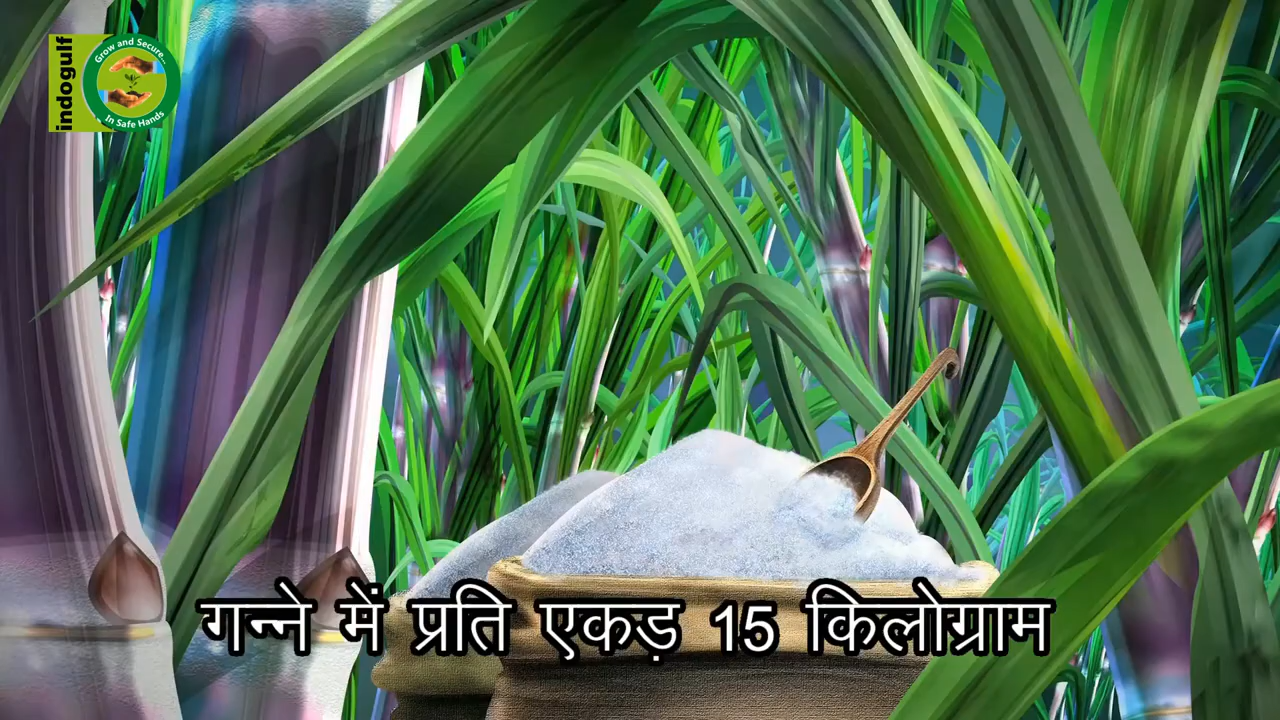 indogulf
Grow and Secure...
In Safe Hands
गन्ने में प्रति एकड़ 15 किलोग्राम